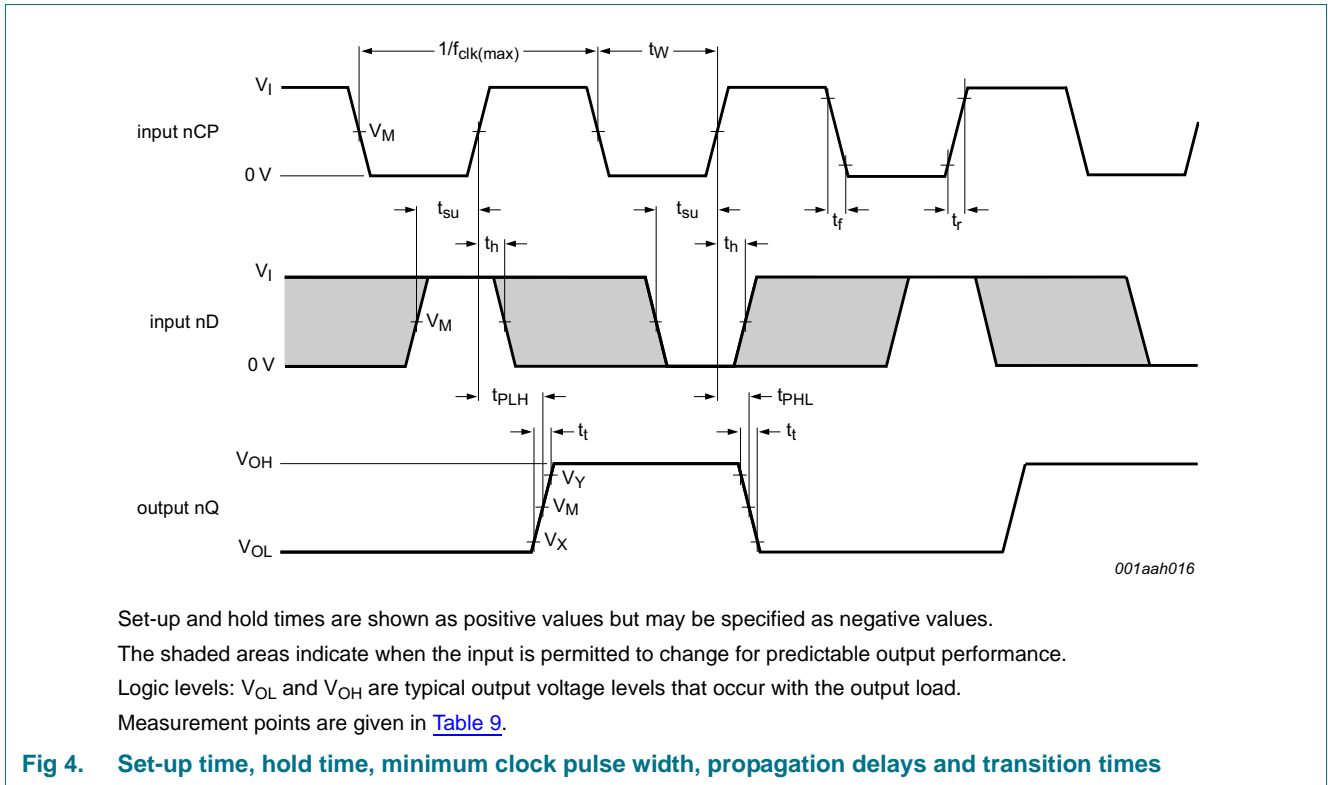 1/fclk(max)
tW
VI
input nCP
VM
0 V
tsu
tsu
tf
tr
th
th
VI
input nD
VM
0 V
tPLH
tPHL
tt
tt
VOH
VY
output nQ
VM
VOL
VX
001aah016
Set-up and hold times are shown as positive values but may be specified as negative values.
The shaded areas indicate when the input is permitted to change for predictable output performance.
Logic levels: VOL and VOH are typical output voltage levels that occur with the output load.
Measurement points are given in Table 9.
Fig 4. Set-up time, hold time, minimum clock pulse width, propagation delays and transition times